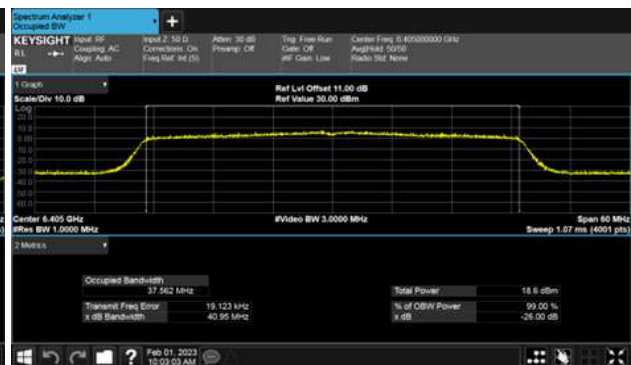 Spectrum Analyzer 1
Occupied BW
KEYSIGHT Input: RF Input Z: 50 Ω Atten: 30 dB Trig: Free Run Center Freq: 6.405000000 GHz
RL Coupling: AC Corrections: On Preamp: Off Gate: Off Avg|Hold: 50/50
Align: Auto Freq Ref: Int (S) #IF Gain: Low Radio Std: None
1 Graph
Ref Lvl Offset 11.00 dB
Scale/Div 10.0 dB Ref Value 30.00 dBm
Log
20.0
10.0
0.00
-10.0
-20.0
-30.0
-40.0
-50.0
-60.0
Center 6.405 GHz #Video BW 3.0000 MHz Span 60 MHz
#Res BW 1.0000 MHz Sweep 1.07 ms (4001 pts)
2 Metrics
Occupied Bandwidth
37.562 MHz Total Power 18.6 dBm
Transmit Freq Error 19.123 kHz % of OBW Power 99.00 %
x dB Bandwidth 40.95 MHz x dB -26.00 dB
? Feb 01, 2023
10:03:03 AM